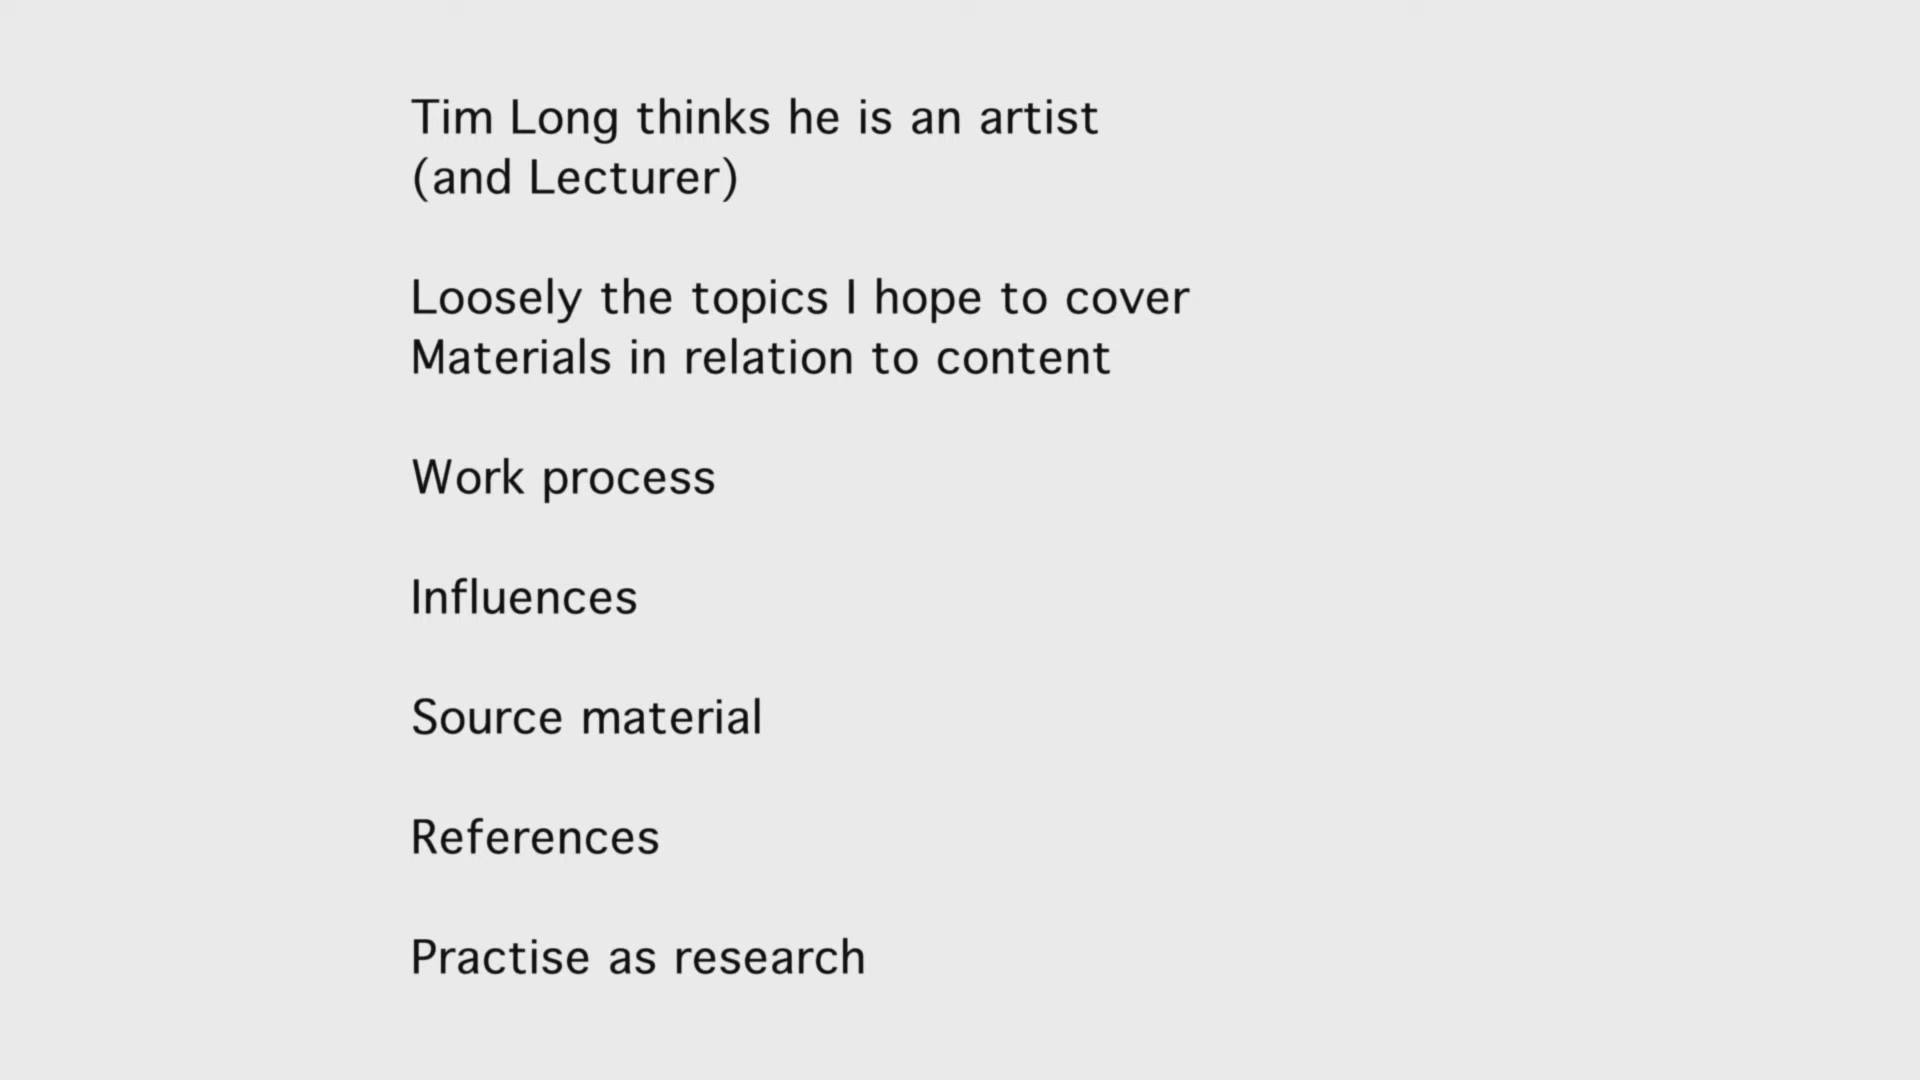 Tim Long thinks he is an artist
(and Lecturer)
Loosely the topics I hope to cover
Materials in relation to content
Work process
Influences
Source material
References
Practise as research